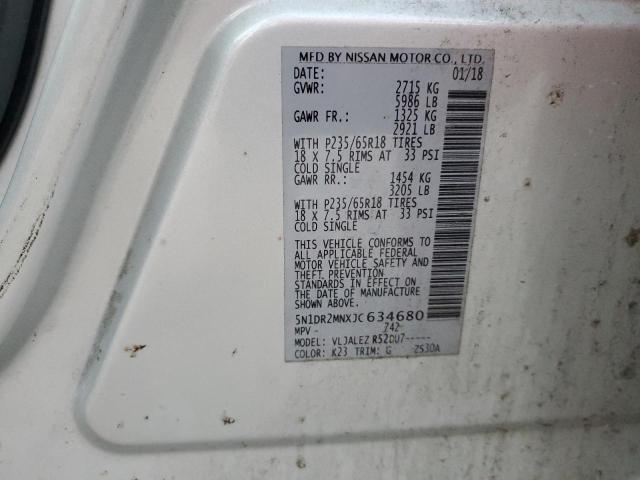 MFD BY NISSAN MOTOR CO., LTD.
DATE: 01/18
GVWR: 2715 KG
5986 LB
GAWR FR.: 1325 KG
2921 LB
WITH P235/65R18 TIRES
18 X 7.5 RIMS AT 33 PSI
COLD SINGLE
GAWR RR.: 1454 KG
3205 LB
WITH P235/65R18 TIRES
18 X 7.5 RIMS AT 33 PSI
COLD SINGLE
THIS VEHICLE CONFORMS TO
ALL APPLICABLE FEDERAL
MOTOR VEHICLE SAFETY AND
THEFT PREVENTION
STANDARDS IN EFFECT ON
THE DATE OF MANUFACTURE
SHOWN ABOVE.
5N1DR2MNXJC634680
MPV - 742-
MODEL: VLJALEZ R52DU7-----
COLOR: K23 TRIM: G 2S30A